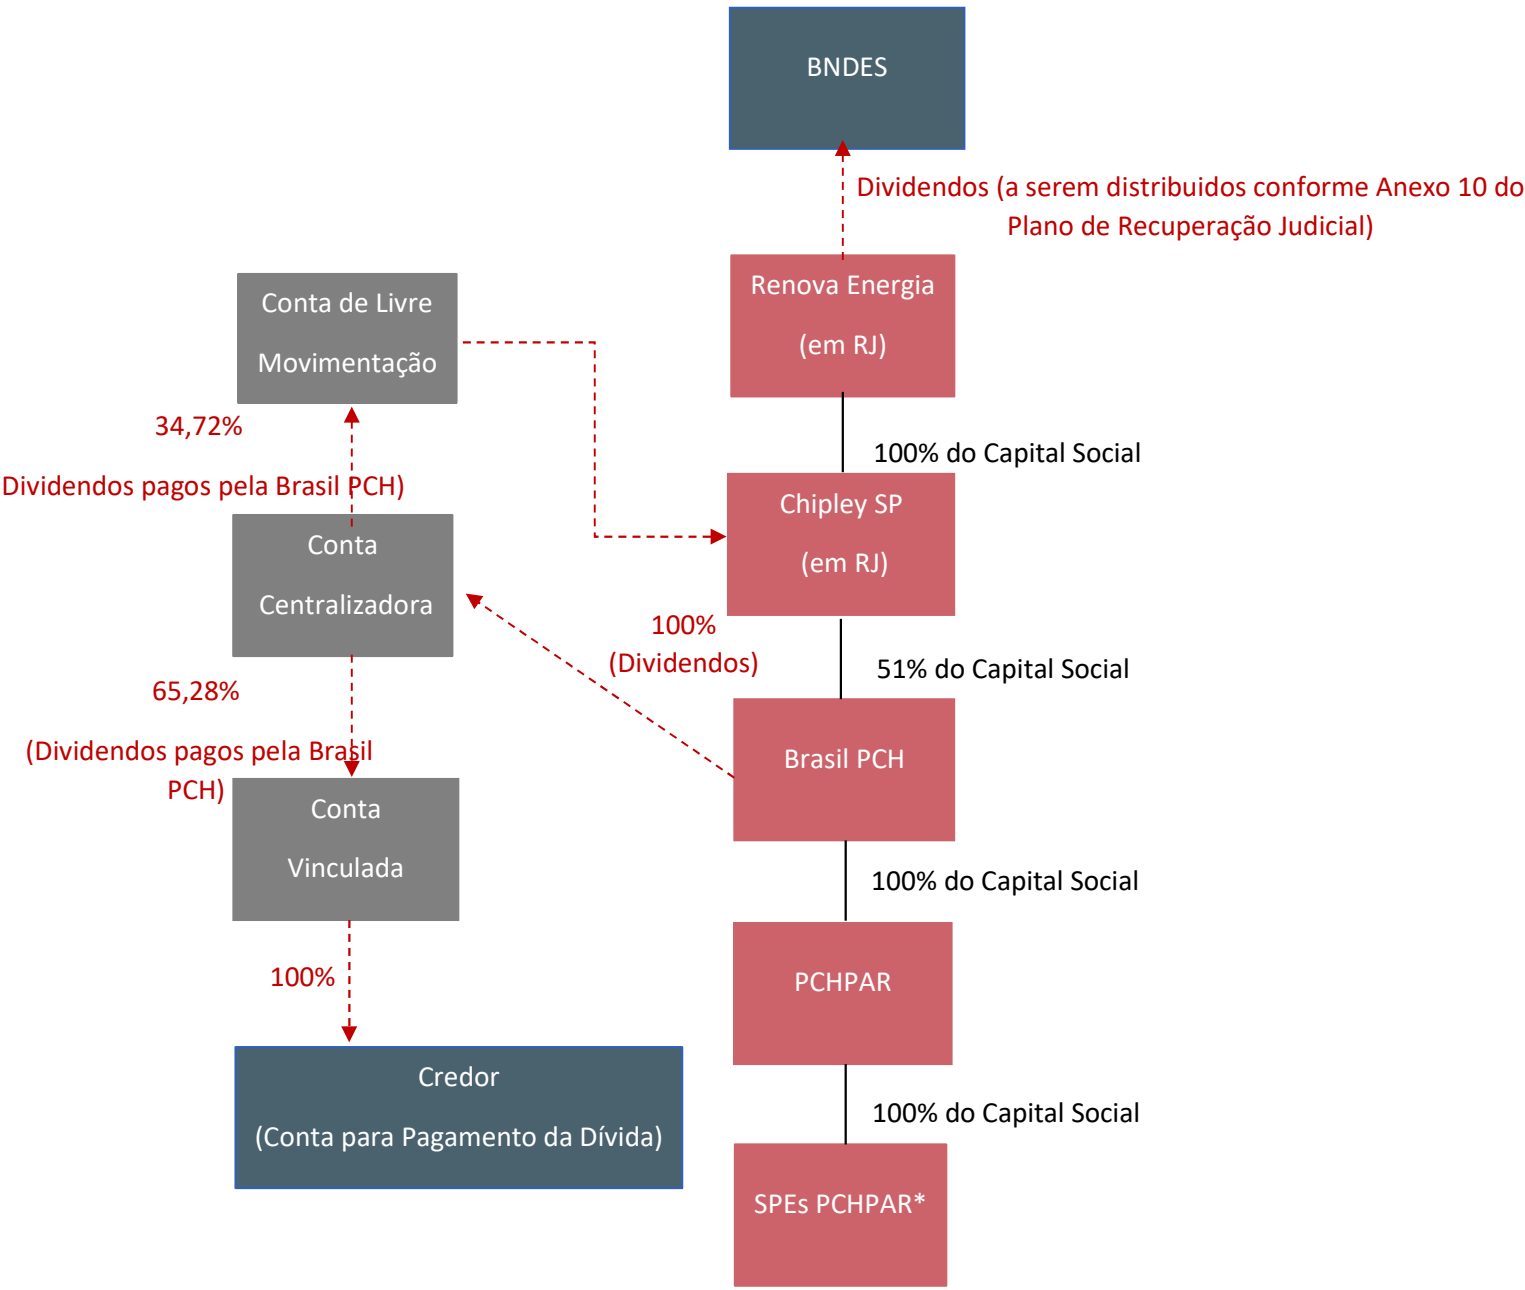 BNDES
Dividendos (a serem distribuidos conforme Anexo 10 do
Plano de Recuperação Judicial)
Renova Energia
(em RJ)
Conta de Livre
Movimentação
34,72%
Dividendos pagos pela Brasil PCH)
100% do Capital Social
Chipley SP
(em RJ)
Conta
Centralizadora
100%
(Dividendos)
51% do Capital Social
65,28%
(Dividendos pagos pela Brasil
PCH)
Brasil PCH
Conta
Vinculada
100% do Capital Social
100%
PCHPAR
Credor
(Conta para Pagamento da Dívida)
100% do Capital Social
SPEs PCHPAR*